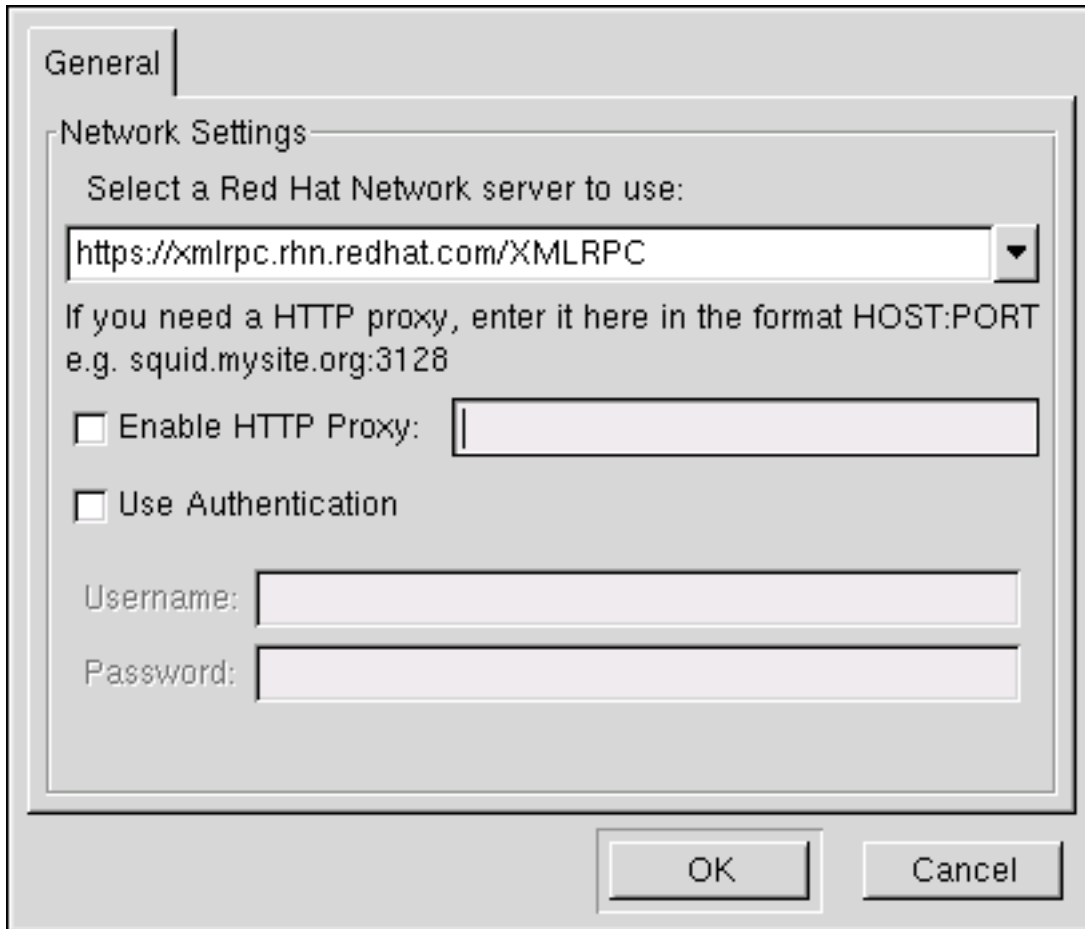 General
Network Settings
Select a Red Hat Network server to use:
https://xmlrpc.rhn.redhat.com/XMLRPC
If you need a HTTP proxy, enter it here in the format HOST:PORT
e.g. squid.mysite.org:3128
Enable HTTP Proxy:
Use Authentication
Username:
Password:
OK
Cancel